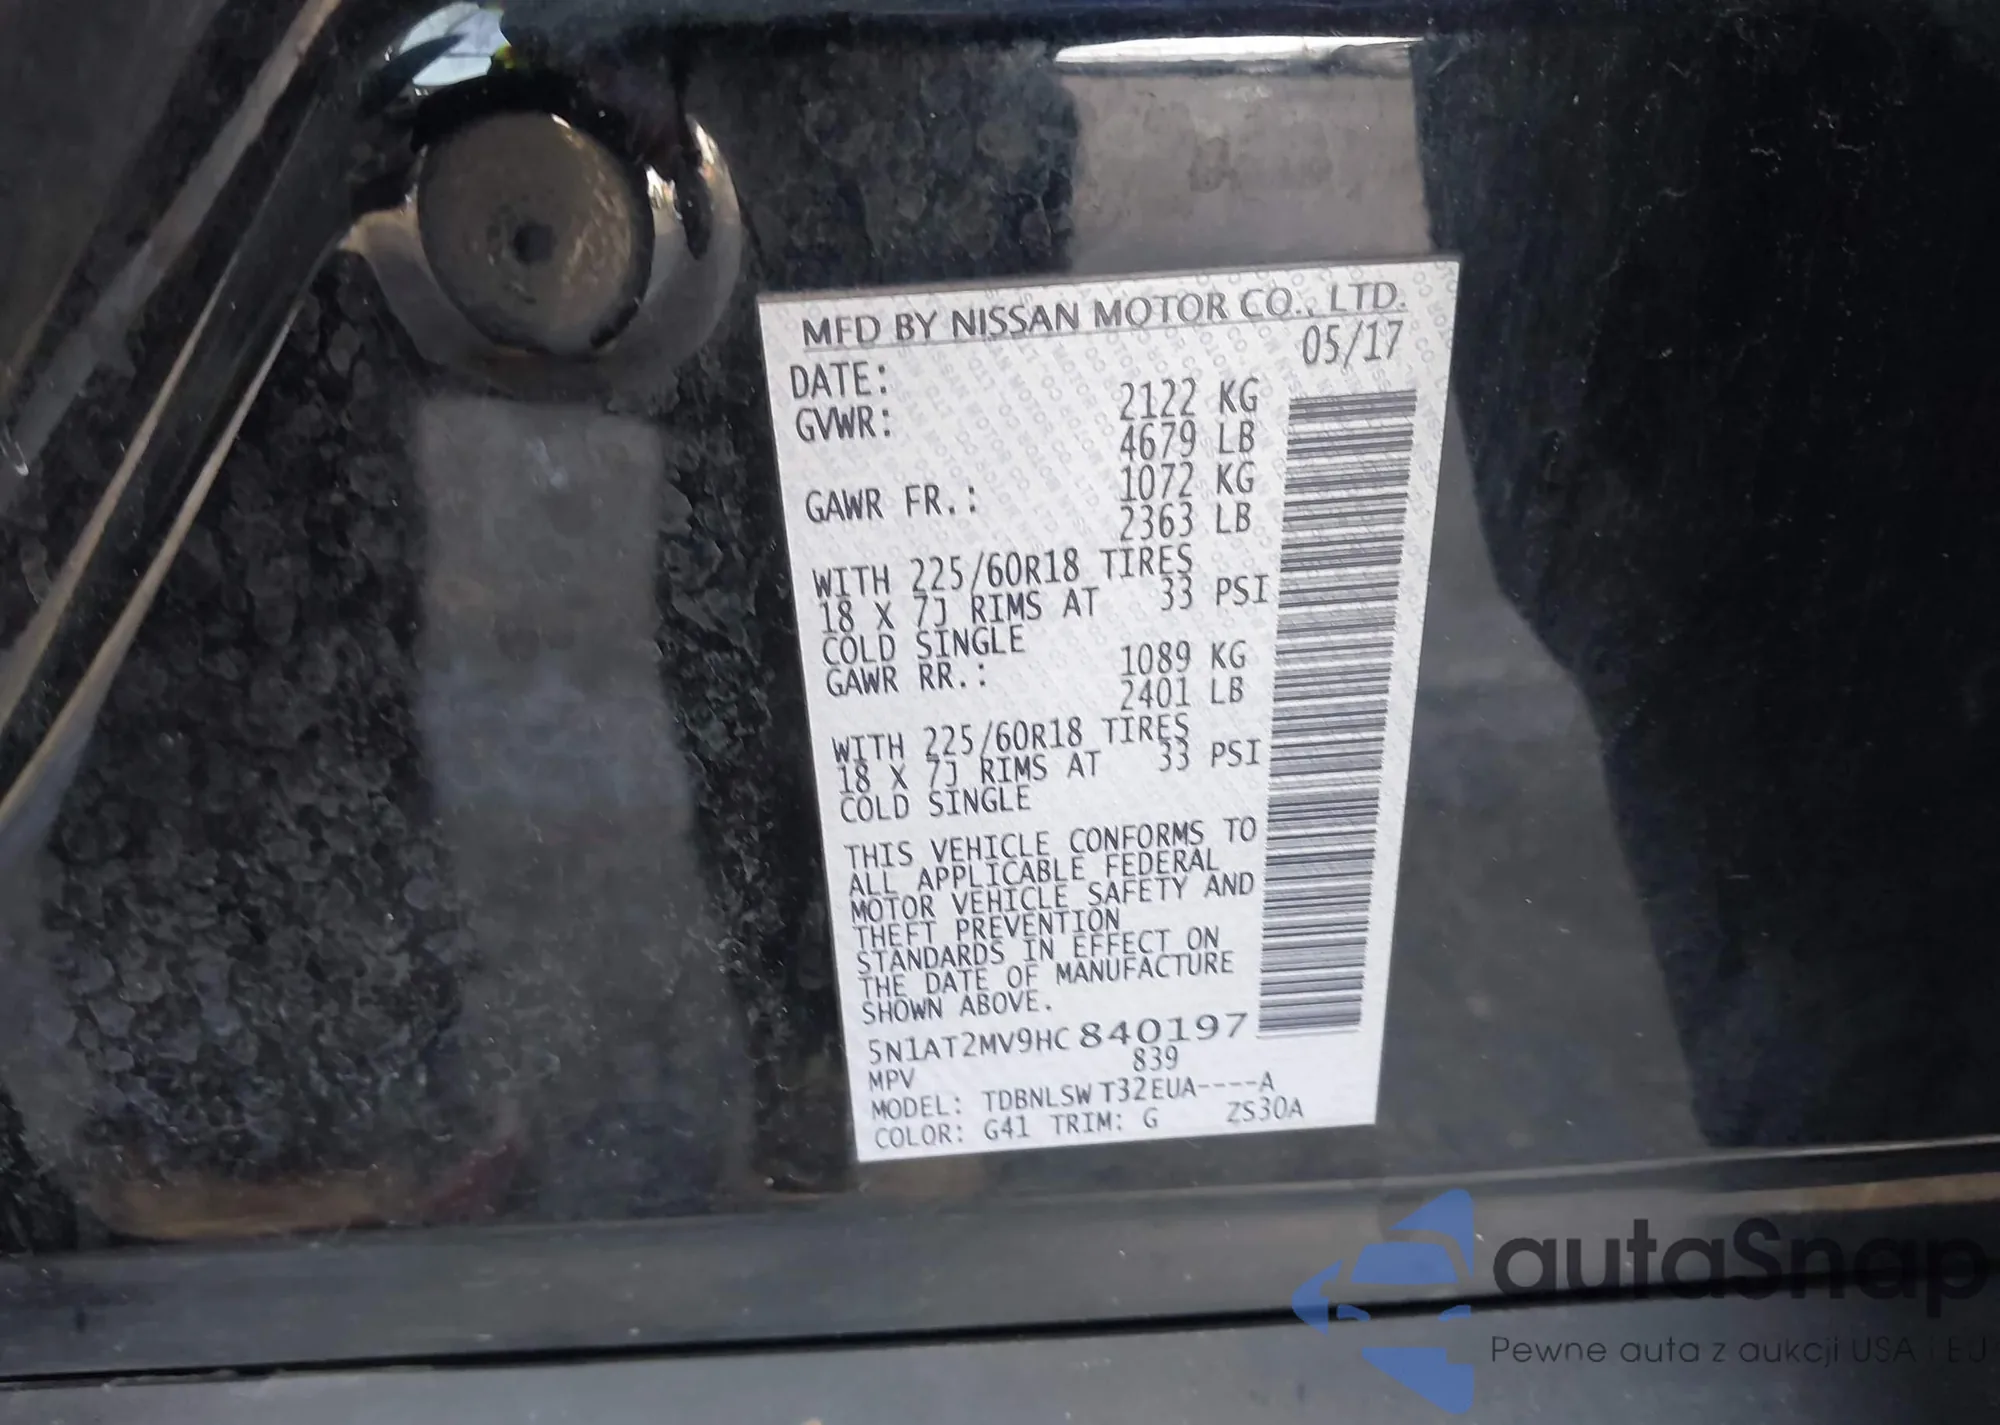 MFD BY NISSAN MOTOR CO., LTD.
DATE: 05/17
GVWR: 2122 KG
4679 LB
GAWR FR.: 1072 KG
2363 LB
WITH 225/60R18 TIRES
18 X 7J RIMS AT 33 PSI
COLD SINGLE
GAWR RR.: 1089 KG
2401 LB
WITH 225/60R18 TIRES
18 X 7J RIMS AT 33 PSI
COLD SINGLE
THIS VEHICLE CONFORMS TO
ALL APPLICABLE FEDERAL
MOTOR VEHICLE SAFETY AND
THEFT PREVENTION
STANDARDS IN EFFECT ON
THE DATE OF MANUFACTURE
SHOWN ABOVE.
5N1AT2MV9HC 840197
MPV 839
MODEL: TDBNLSW T32EUA----A
COLOR: G41 TRIM: G ZS30A
autaSnap
Pewne auta z aukcji USA i EU